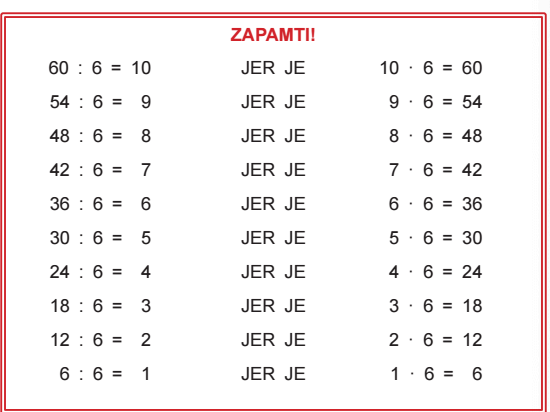 ZAPAMTI!
60 : 6 = 10 JER JE 10 · 6 = 60
54 : 6 = 9 JER JE 9 · 6 = 54
48 : 6 = 8 JER JE 8 · 6 = 48
42 : 6 = 7 JER JE 7 · 6 = 42
36 : 6 = 6 JER JE 6 · 6 = 36
30 : 6 = 5 JER JE 5 · 6 = 30
24 : 6 = 4 JER JE 4 · 6 = 24
18 : 6 = 3 JER JE 3 · 6 = 18
12 : 6 = 2 JER JE 2 · 6 = 12
6 : 6 = 1 JER JE 1 · 6 = 6